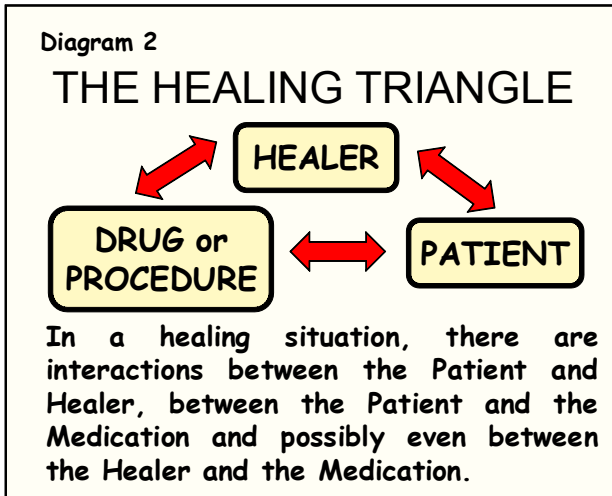 Diagram 2
THE HEALING TRIANGLE
HEALER
DRUG or
PROCEDURE
PATIENT
In a healing situation, there are
interactions between the Patient and
Healer, between the Patient and the
Medication and possibly even between
the Healer and the Medication.